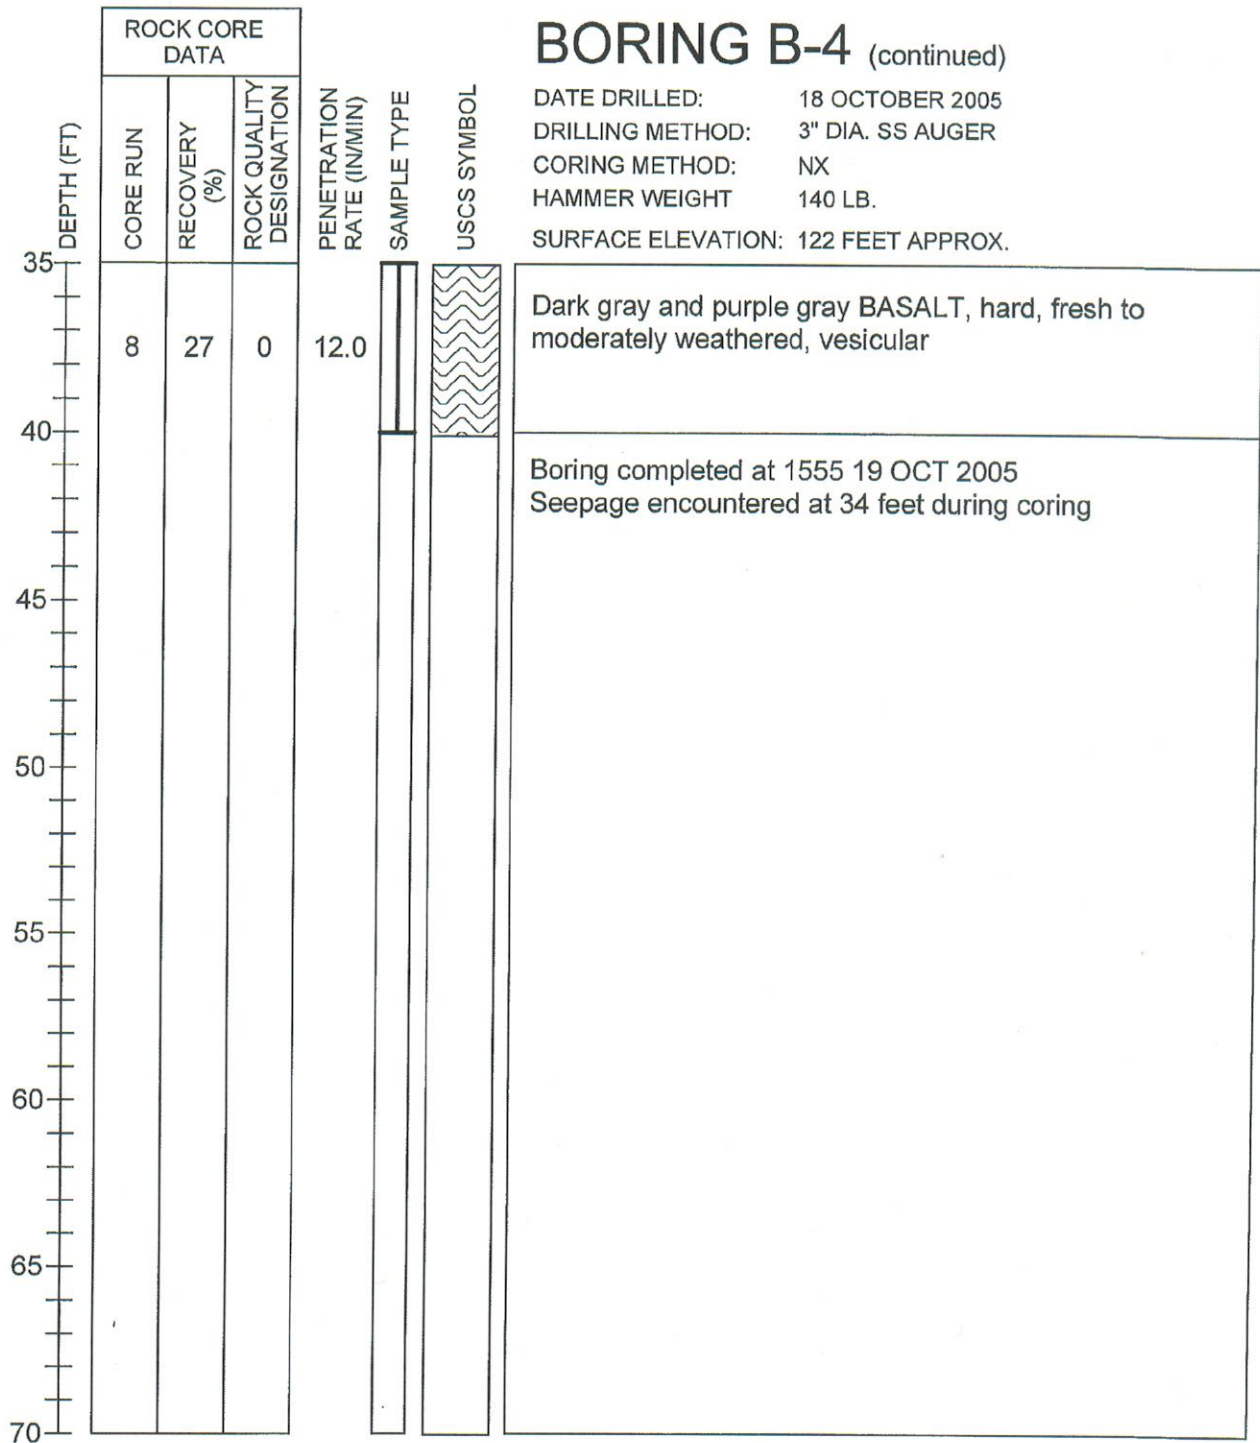 ROCK CORE
DATA
BORING B-4 (continued)
DEPTH (FT)
CORE RUN
RECOVERY
(%)
ROCK QUALITY
DESIGNATION
PENETRATION
RATE (IN/MIN)
SAMPLE TYPE
USCS SYMBOL
DATE DRILLED: 18 OCTOBER 2005
DRILLING METHOD: 3" DIA. SS AUGER
CORING METHOD: NX
HAMMER WEIGHT 140 LB.
SURFACE ELEVATION: 122 FEET APPROX.
35
8 27 0 12.0
Dark gray and purple gray BASALT, hard, fresh to
moderately weathered, vesicular
40
Boring completed at 1555 19 OCT 2005
Seepage encountered at 34 feet during coring
45
50
55
60
65
70